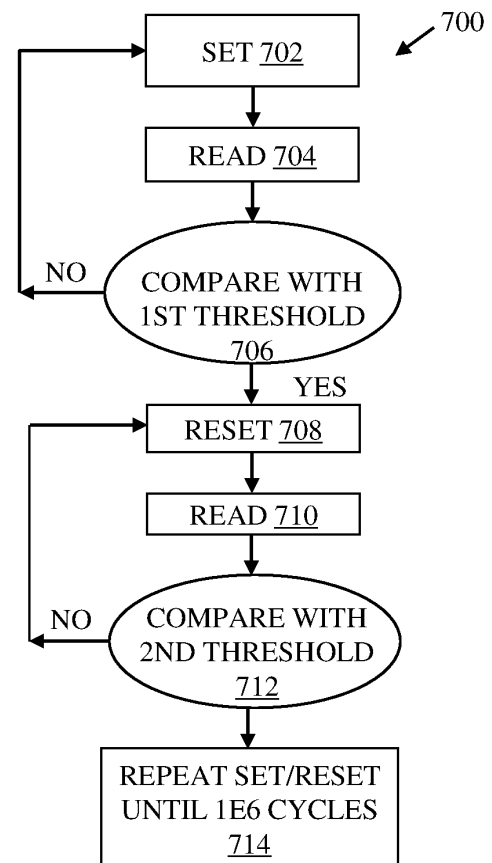 700
SET 702
READ 704
COMPARE WITH
1ST THRESHOLD
706
NO
YES
RESET 708
READ 710
COMPARE WITH
2ND THRESHOLD
712
NO
REPEAT SET/RESET
UNTIL 1E6 CYCLES
714